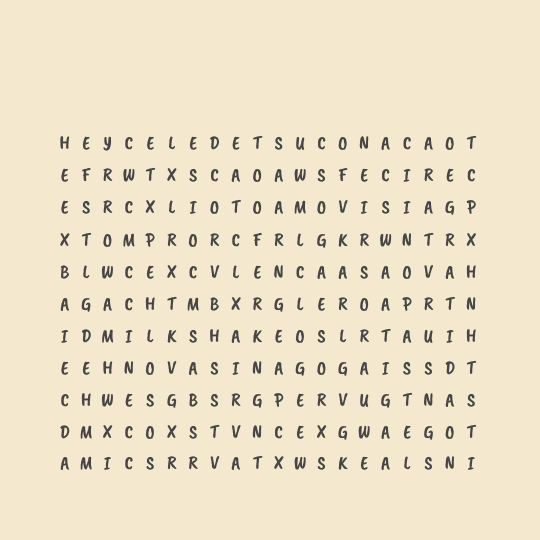 H E Y C E L E D E T S U C O N A C A O T
E F R W T X S C A O A W S F E C I R E C
E S R C X L I O T O A M O V I S I A G P
X T O M P R O R C F R L G K R W N T R X
B L W C E X C V L E N C A A S A O V A H
A G A C H T M B X R G L E R O A P R T N
I D M I L K S H A K E O S L R T A U I H
E E H N O V A S I N A G O G A I S S D T
C H W E S G B S R G P E R V U G T N A S
D M X C O X S T V N C E X G W A E G O T
A M I C S R R V A T X W S K E A L S N I